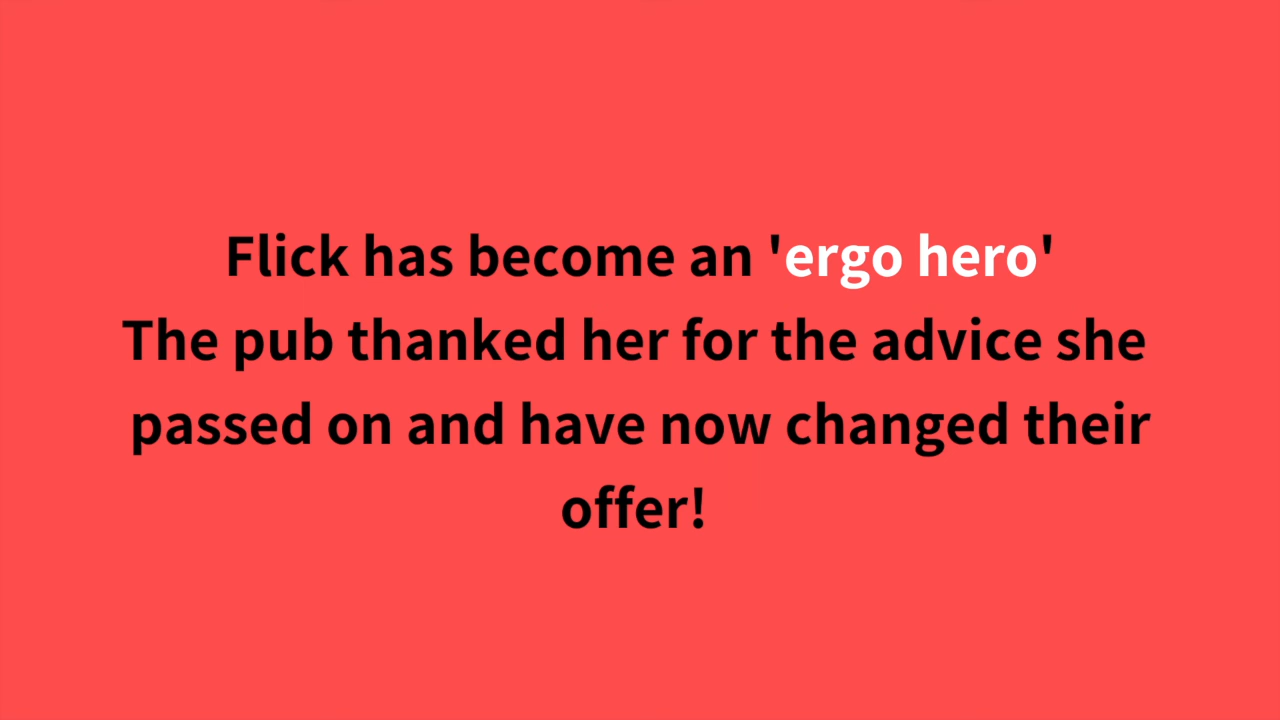 Flick has become an 'ergo hero'
The pub thanked her for the advice she
passed on and have now changed their
offer!